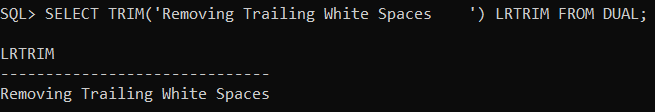 SQL> SELECT TRIM('Removing Trailing White Spaces    ') LRTRIM FROM DUAL;
LRTRIM
------------------------------
Removing Trailing White Spaces